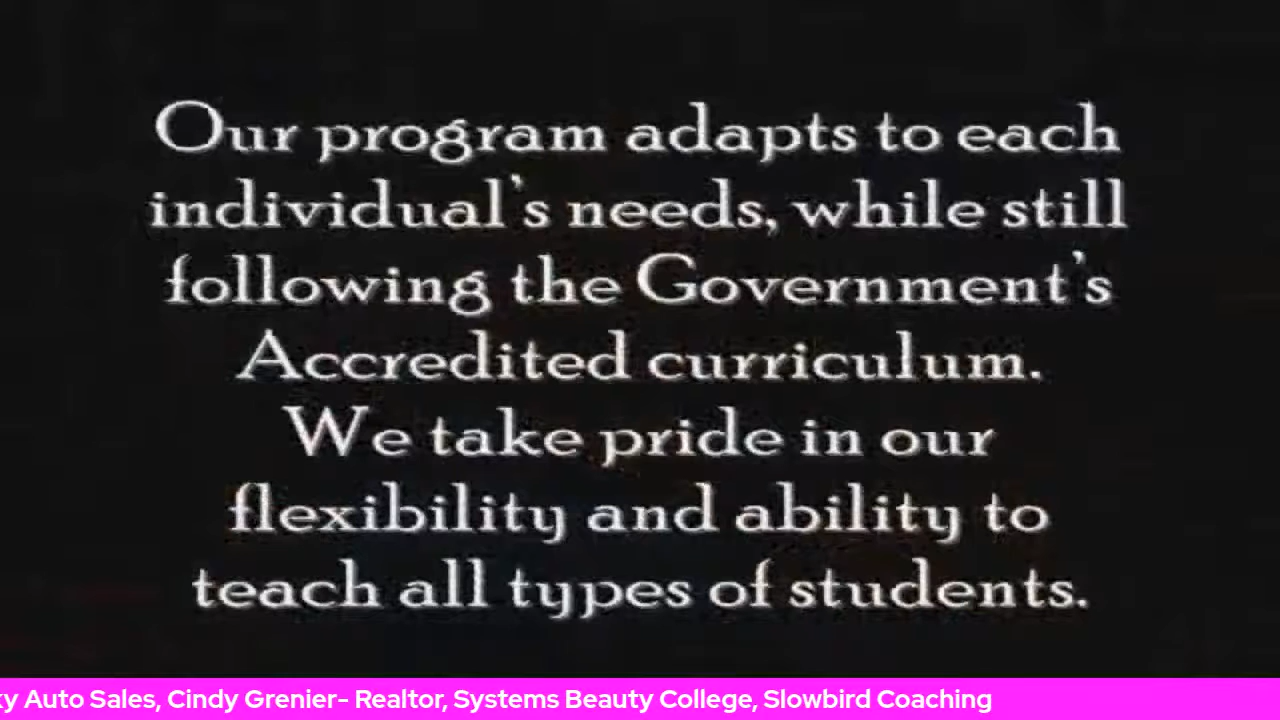 Our program adapts to each
individual's needs, while still
following the Government's
Accredited curriculum.
We take pride in our
flexibility and ability to
teach all types of students.
Auto Sales, Cindy Grenier- Realtor, Systems Beauty College, Slowbird Coaching